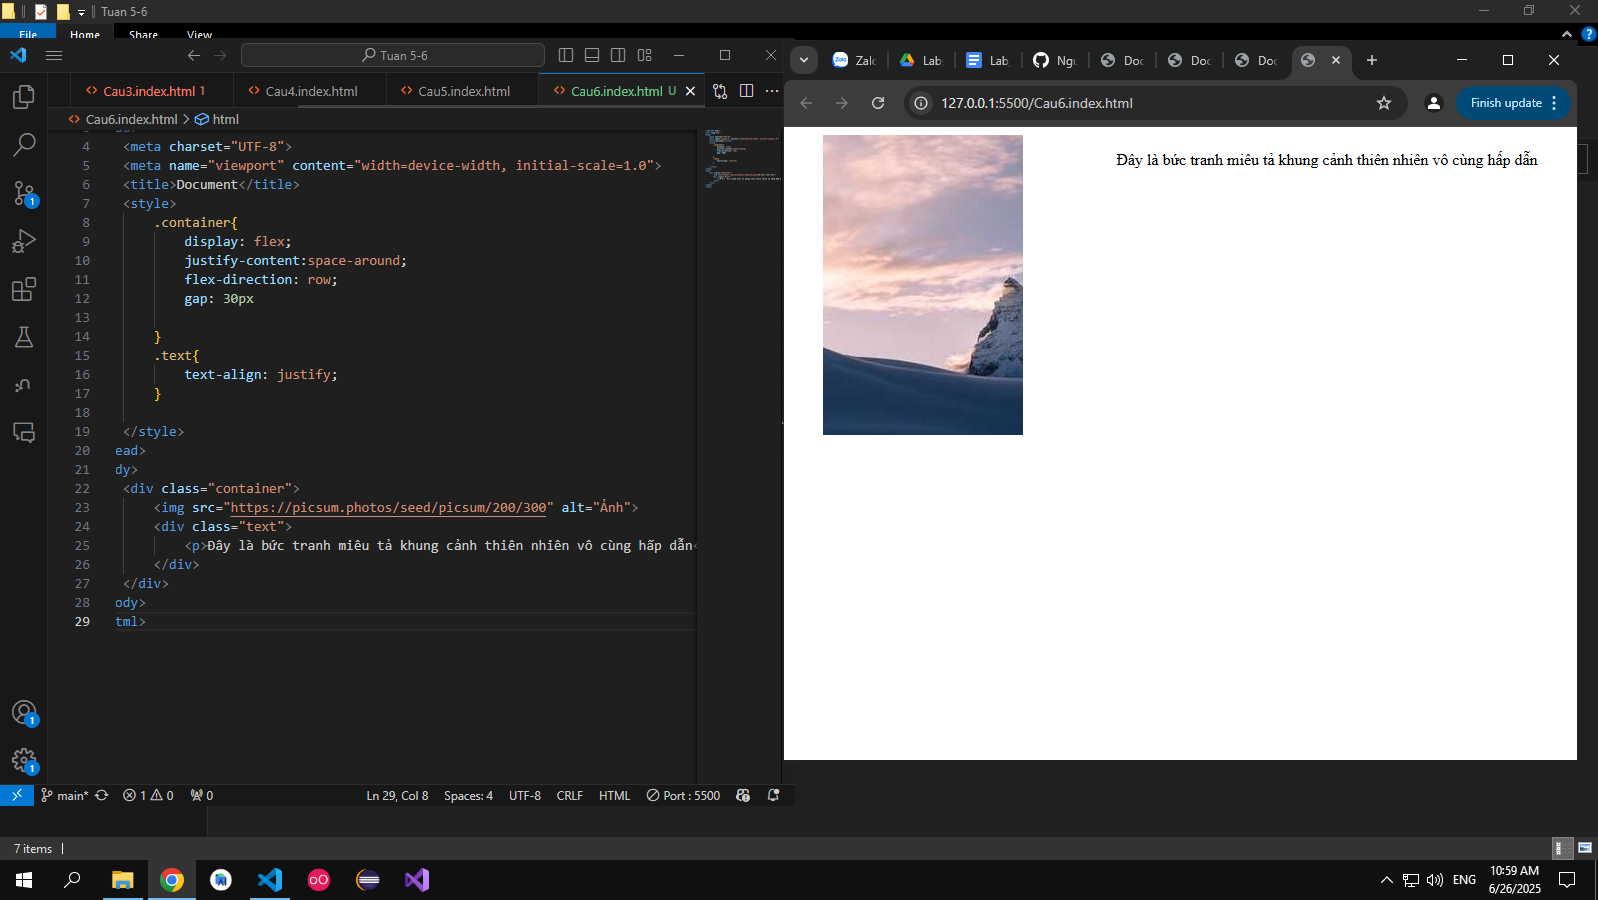 Tuan 5-6
File Home Share View
Tuan 5-6
Cau3.index.html 1 Cau4.index.html Cau5.index.html Cau6.index.html U
Cau6.index.html > html
4 <meta charset="UTF-8">
5 <meta name="viewport" content="width=device-width, initial-scale=1.0">
6 <title>Document</title>
7 <style>
8 .container{
9 display: flex;
10 justify-content:space-around;
11 flex-direction: row;
12 gap: 30px
13
14 }
15 .text{
16 text-align: justify;
17 }
18
19 </style>
20 ead>
21 dy>
22 <div class="container">
23 <img src="https://picsum.photos/seed/picsum/200/300" alt="Ảnh">
24 <div class="text">
25 <p>Đây là bức tranh miêu tả khung cảnh thiên nhiên vô cùng hấp dẫn<
26 </div>
27 </div>
28 ody>
29 tml>
1
1
1
main* 1 0 0 Ln 29, Col 8 Spaces: 4 UTF-8 CRLF HTML Port : 5500
Zalo Lab Lab Ngu Doc Doc Doc
127.0.0.1:5500/Cau6.index.html Finish update
Đây là bức tranh miêu tả khung cảnh thiên nhiên vô cùng hấp dẫn
7 items
ENG
10:59 AM
6/26/2025